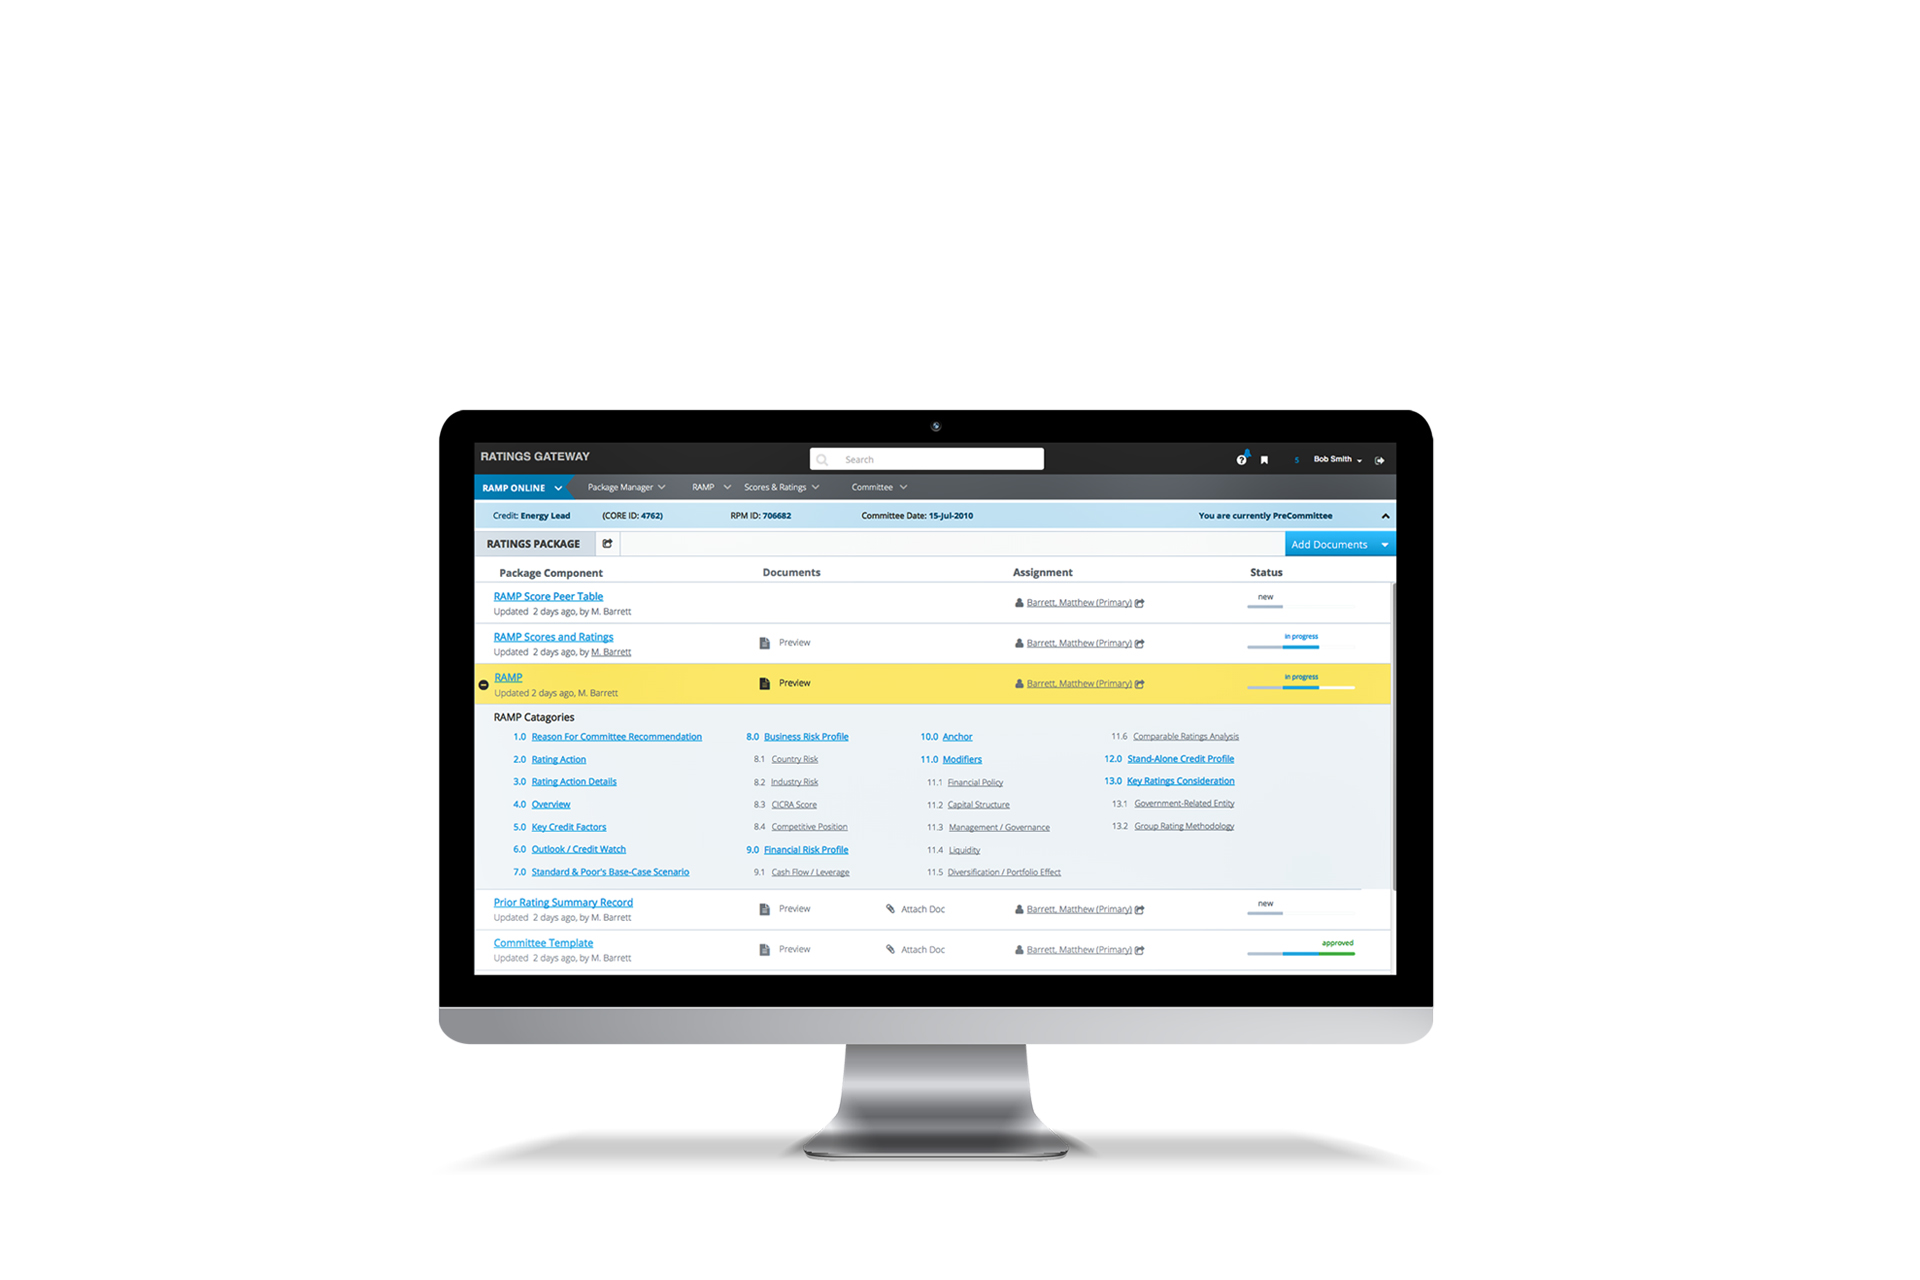 RATINGS GATEWAY
Search
5 Bob Smith
RAMP ONLINE Package Manager RAMP Scores & Ratings Committee
Credit: Energy Lead (CORE ID: 4762) RPM ID: 706682 Committee Date: 15-Jul-2010 You are currently PreCommittee
RATINGS PACKAGE Add Documents
Package Component Documents Assignment Status
RAMP Score Peer Table
Updated 2 days ago, by M. Barrett
Barrett, Matthew (Primary)
new
RAMP Scores and Ratings
Updated 2 days ago, by M. Barrett
Preview
Barrett, Matthew (Primary)
in progress
RAMP
Updated 2 days ago, M. Barrett
Preview
Barrett, Matthew (Primary)
in progress
RAMP Catagories
1.0 Reason For Committee Recommendation
2.0 Rating Action
3.0 Rating Action Details
4.0 Overview
5.0 Key Credit Factors
6.0 Outlook / Credit Watch
7.0 Standard & Poor's Base-Case Scenario
8.0 Business Risk Profile
8.1 Country Risk
8.2 Industry Risk
8.3 CICRA Score
8.4 Competitive Position
9.0 Financial Risk Profile
9.1 Cash Flow / Leverage
10.0 Anchor
11.0 Modifiers
11.1 Financial Policy
11.2 Capital Structure
11.3 Management / Governance
11.4 Liquidity
11.5 Diversification / Portfolio Effect
11.6 Comparable Ratings Analysis
12.0 Stand-Alone Credit Profile
13.0 Key Ratings Consideration
13.1 Government-Related Entity
13.2 Group Rating Methodology
Prior Rating Summary Record
Updated 2 days ago, by M. Barrett
Preview
Attach Doc
Barrett, Matthew (Primary)
new
Committee Template
Updated 2 days ago, by M. Barrett
Preview
Attach Doc
Barrett, Matthew (Primary)
approved